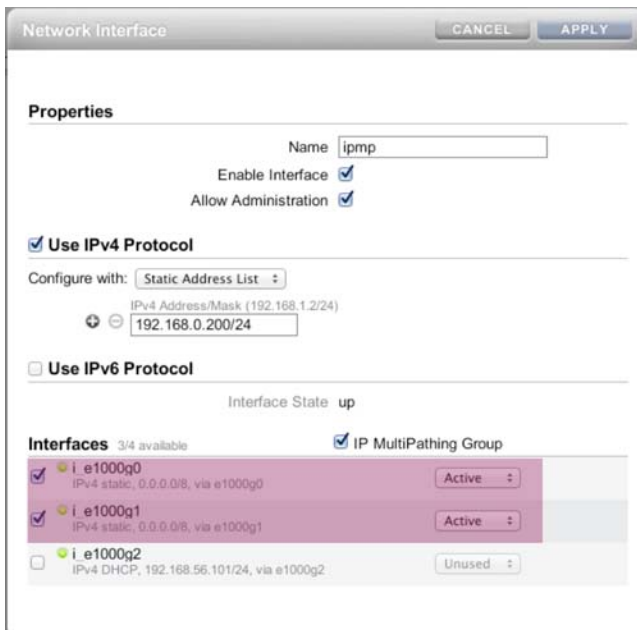 Network Interface
CANCEL
APPLY
Properties
Name ipmp
Enable Interface
Allow Administration
Use IPv4 Protocol
Configure with: Static Address List
IPv4 Address/Mask (192.168.1.2/24)
192.168.0.200/24
Use IPv6 Protocol
Interface State up
Interfaces 3/4 available IP MultiPathing Group
i_e1000g0 Active
IPv4 static, 0.0.0.0/8, via e1000g0
i_e1000g1 Active
IPv4 static, 0.0.0.0/8, via e1000g1
i_e1000g2 Unused
IPv4 DHCP, 192.168.56.101/24, via e1000g2